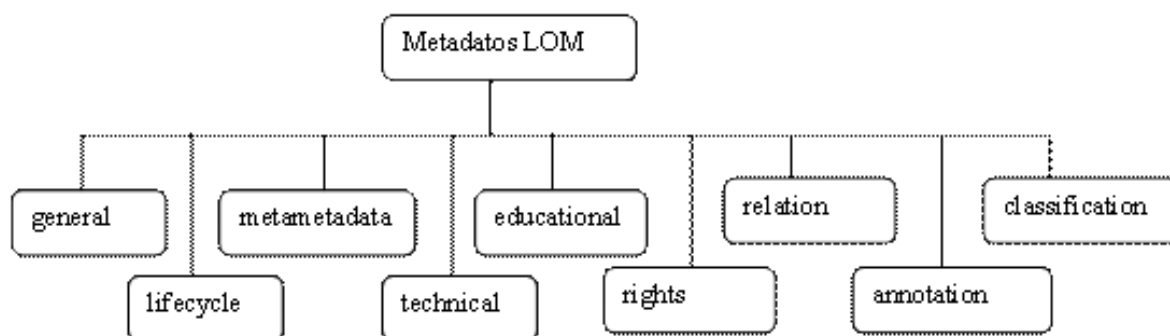 Metadatos LOM
general
metametadata
educational
relation
classification
lifecycle
technical
rights
annotation